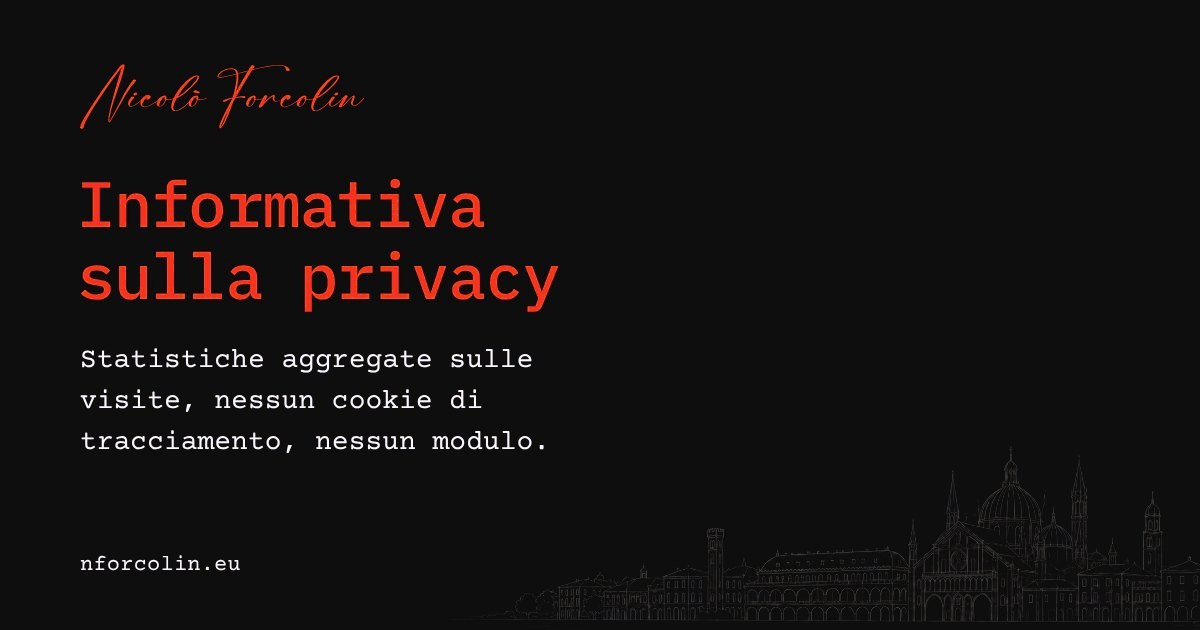 Nicolò Forcolin
Informativa
sulla privacy
Statistiche aggregate sulle
visite, nessun cookie di
tracciamento, nessun modulo.
nforcolin.eu